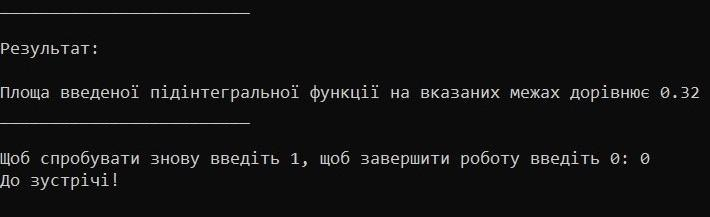 _________________________
Результат:
Площа введеної підінтегральної функції на вказаних межах дорівнює 0.32
_________________________
Щоб спробувати знову введіть 1, щоб завершити роботу введіть 0: 0
До зустрічі!